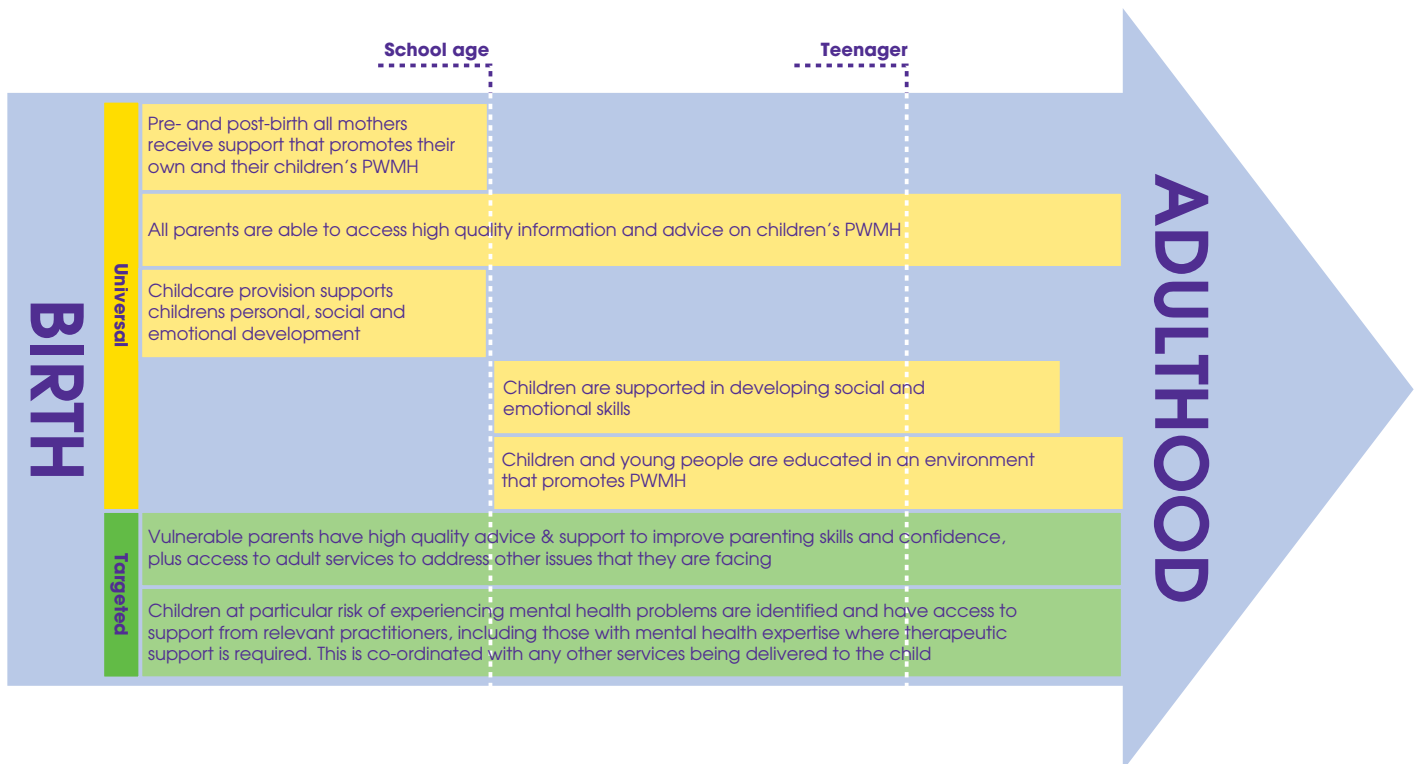 School age
Teenager
BIRTH
Universal
Pre- and post-birth all mothers
receive support that promotes their
own and their children's PWMH
All parents are able to access high quality information and advice on children's PWMH
Childcare provision supports
childrens personal, social and
emotional development
Children are supported in developing social and
emotional skills
Children and young people are educated in an environment
that promotes PWMH
Targeted
Vulnerable parents have high quality advice & support to improve parenting skills and confidence,
plus access to adult services to address other issues that they are facing
Children at particular risk of experiencing mental health problems are identified and have access to
support from relevant practitioners, including those with mental health expertise where therapeutic
support is required. This is co-ordinated with any other services being delivered to the child
ADULTHOOD